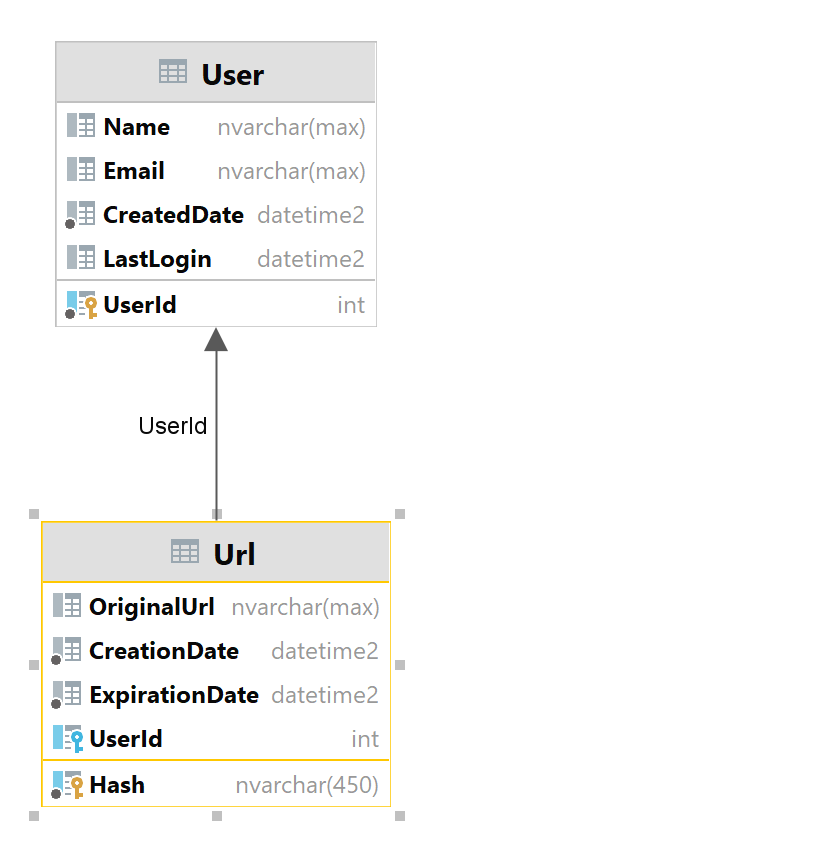 User
Name nvarchar(max)
Email nvarchar(max)
CreatedDate datetime2
LastLogin datetime2
UserId int
UserId
Url
OriginalUrl nvarchar(max)
CreationDate datetime2
ExpirationDate datetime2
UserId int
Hash nvarchar(450)